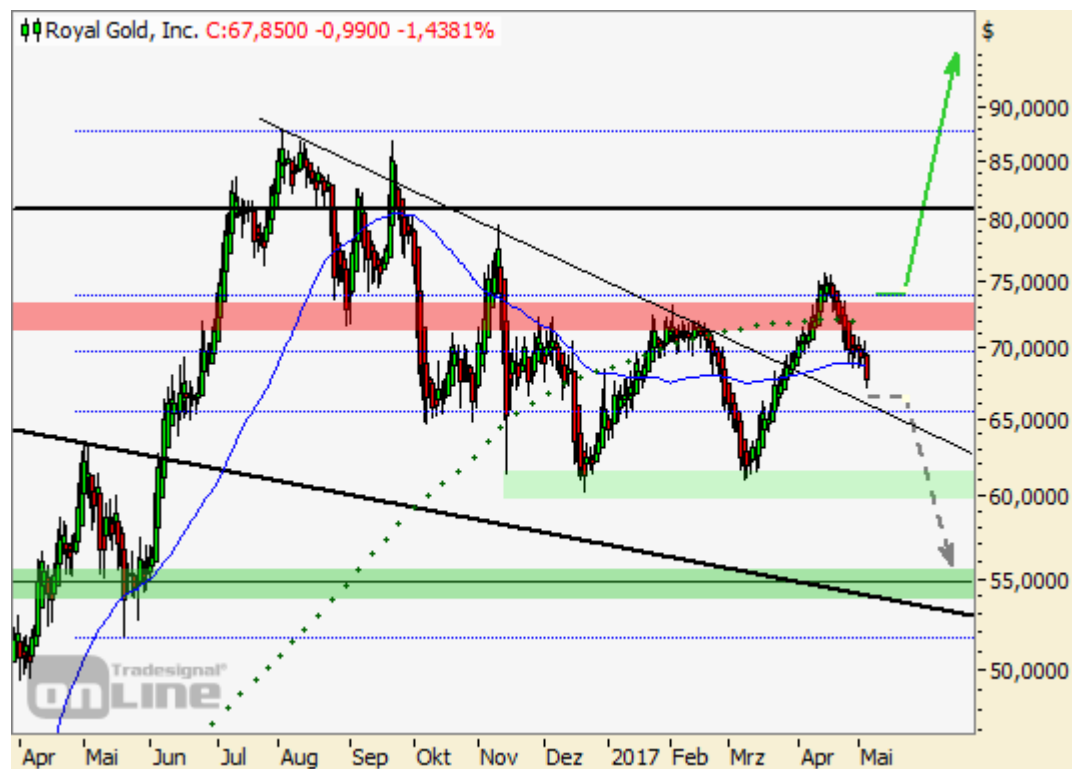 Royal Gold, Inc. C:67,8500 -0,9900 -1,4381%
$
90,0000
85,0000
80,0000
75,0000
70,0000
65,0000
60,0000
55,0000
50,0000
Tradesignal®
onLine
Apr Mai Jun Jul Aug Sep Okt Nov Dez 2017 Feb Mrz Apr Mai